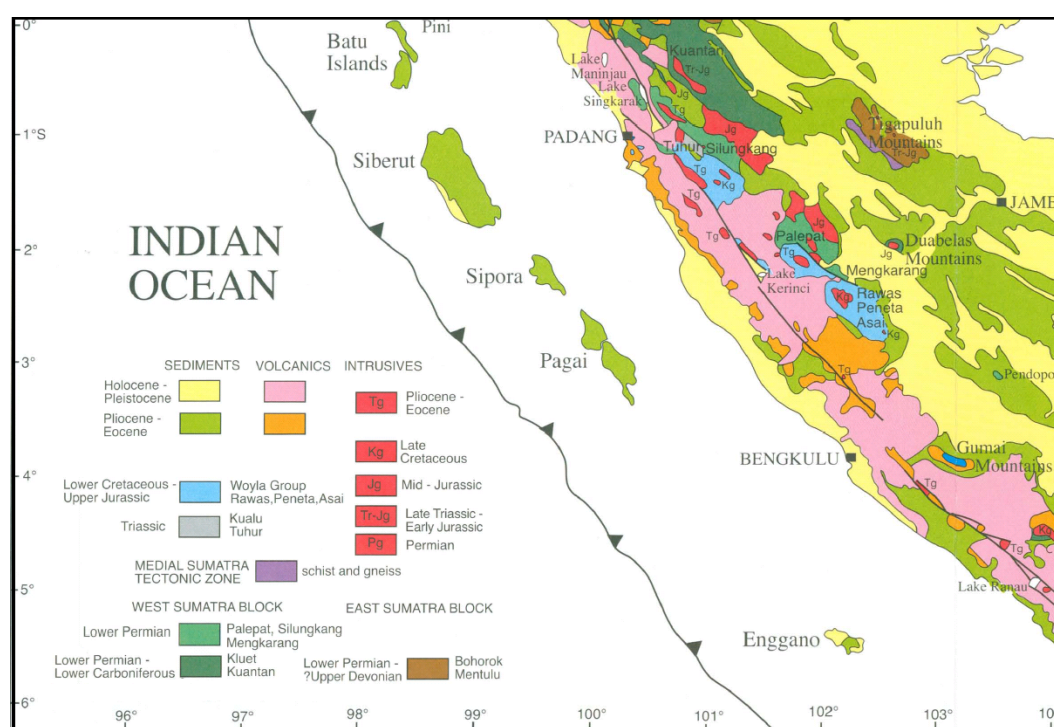 0°
Pini
Batu
Islands
Kuantan
Tr-Jg
Lake
Maninjau
Lake
Singkarak
Jg
Tg
1°S
PADANG
Jg
Tigapuluh
Mountains
Tr-Jg
Tuhur
Silungkang
Siberut
Tg
Kg
Tg
JAMB
INDIAN
OCEAN
2°
Tg
Jg
Palepat
Tg
Duabelas
Mountains
Jg
Sipora
Lake
Kerinci
Mengkarang
Kg
Rawas
Peneta
Asai
Kg
3°
Pagai
Tg
Pendopo
SEDIMENTS VOLCANICS INTRUSIVES
Holocene -
Pleistocene
Tg
Pliocene -
Eocene
Pliocene -
Eocene
Kg
Late
Cretaceous
4°
BENGKULU
Gumai
Mountains
Lower Cretaceous -
Upper Jurassic
Woyla Group
Rawas,Peneta,Asai
Jg
Mid - Jurassic
Tg
Triassic
Kualu
Tuhur
Tr-Jg
Late Triassic -
Early Jurassic
Kg
Pg
Permian
Tg
MEDIAL SUMATRA
TECTONIC ZONE
schist and gneiss
5°
Lake Ranau
WEST SUMATRA BLOCK
EAST SUMATRA BLOCK
Lower Permian
Palepat, Silungkang
Mengkarang
Enggano
Lower Permian -
Lower Carboniferous
Kluet
Kuantan
Lower Permian -
?Upper Devonian
Bohorok
Mentulu
6°
96° 97° 98° 99° 100° 101° 102° 103° 10